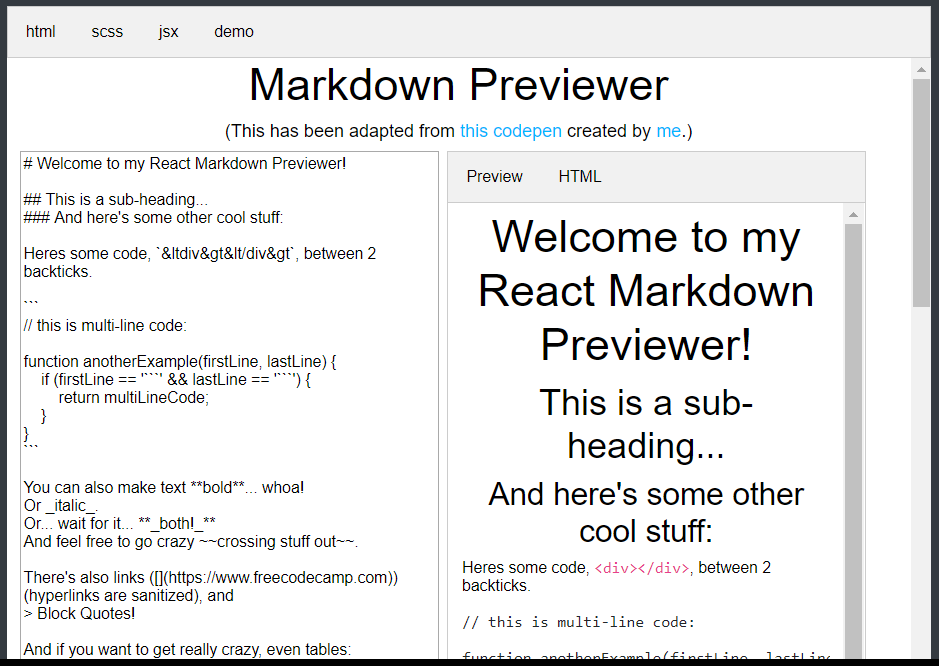 html scss jsx demo
Markdown Previewer
(This has been adapted from this codepen created by me.)
# Welcome to my React Markdown Previewer!
## This is a sub-heading...
### And here's some other cool stuff:
Heres some code, `&ltdiv&gt&lt/div&gt`, between 2
backticks.
```
// this is multi-line code:
function anotherExample(firstLine, lastLine) {
    if (firstLine == '```' && lastLine == '```') {
        return multiLineCode;
    }
}
```
You can also make text **bold**... whoa!
Or _italic_.
Or... wait for it... **_both!_**
And feel free to go crazy ~~crossing stuff out~~.
There's also links ([](https://www.freecodecamp.com))
(hyperlinks are sanitized), and
> Block Quotes!
And if you want to get really crazy, even tables:
Preview HTML
Welcome to my
React Markdown
Previewer!
This is a sub-
heading...
And here's some other
cool stuff:
Heres some code, <div></div>, between 2
backticks.
// this is multi-line code:
function anotherExample(firstLine, lastLine